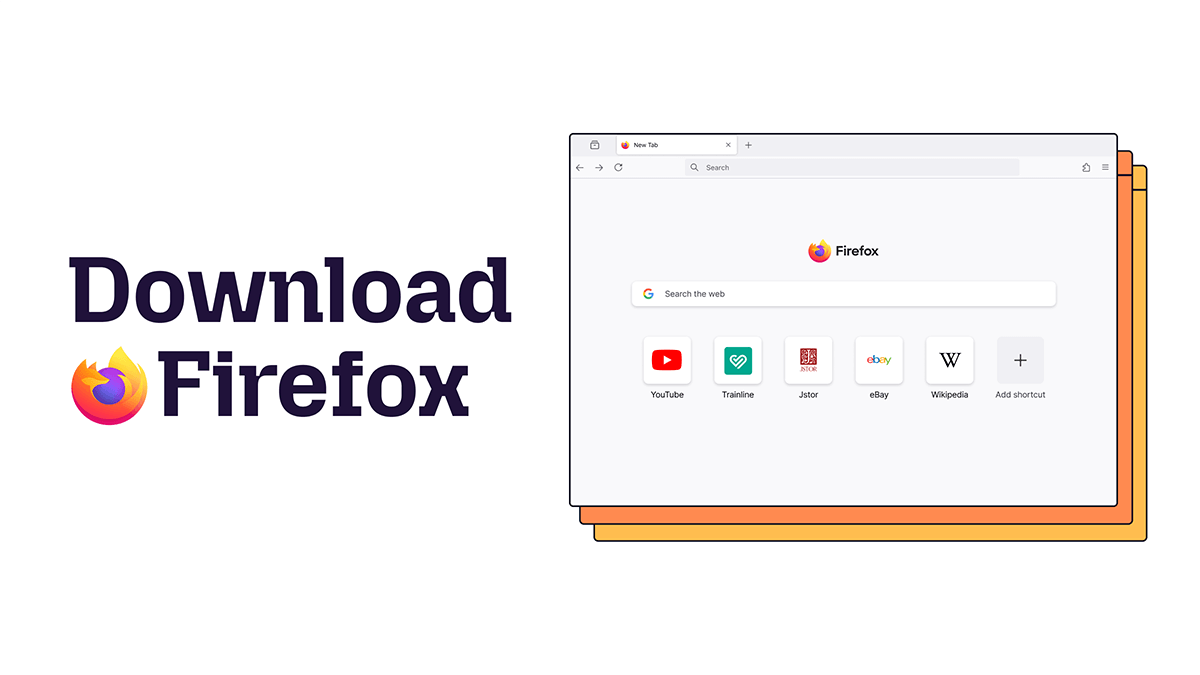 Download
Firefox
New Tab
Search
Firefox
Search the web
JSTOR
ebay
W
YouTube
Trainline
Jstor
eBay
Wikipedia
Add shortcut